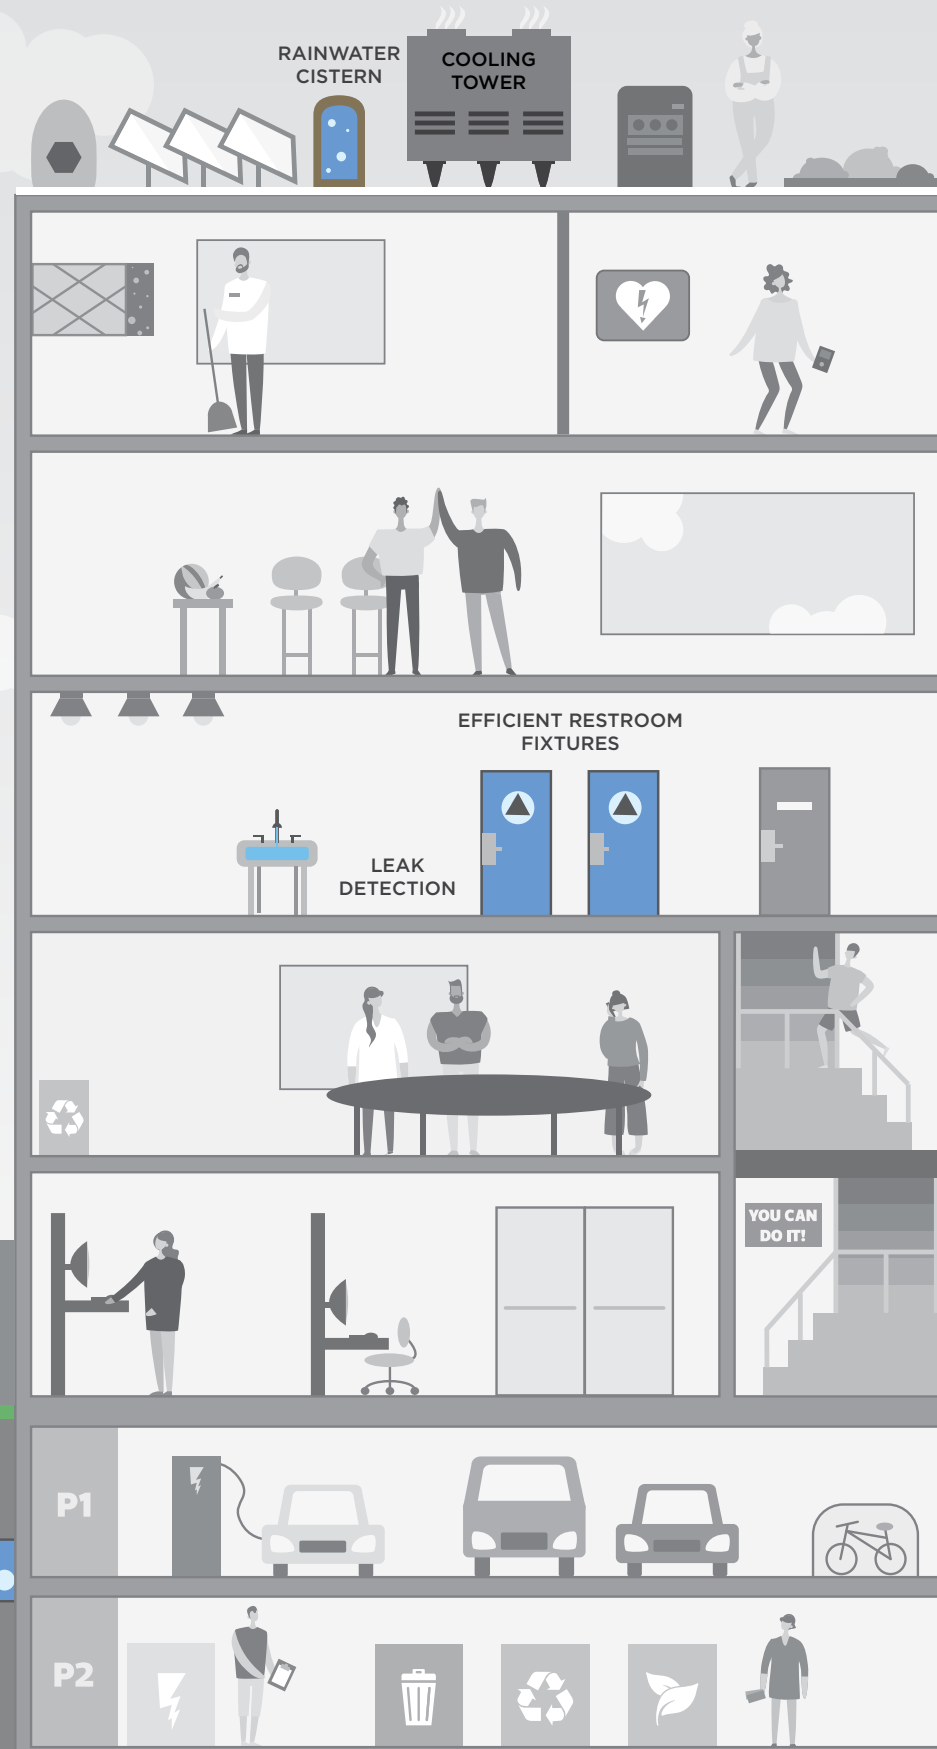 RAINWATER
CISTERN
COOLING
TOWER
EFFICIENT RESTROOM
FIXTURES
LEAK
DETECTION
YOU CAN
DO IT!
P1
P2